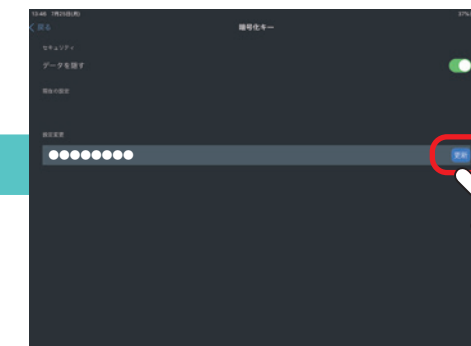 13:48 7月25日(月) 37%
戻る 暗号化キー
セキュリティ
データを隠す
現在の設定
設定変更
●●●●●●●●
更新